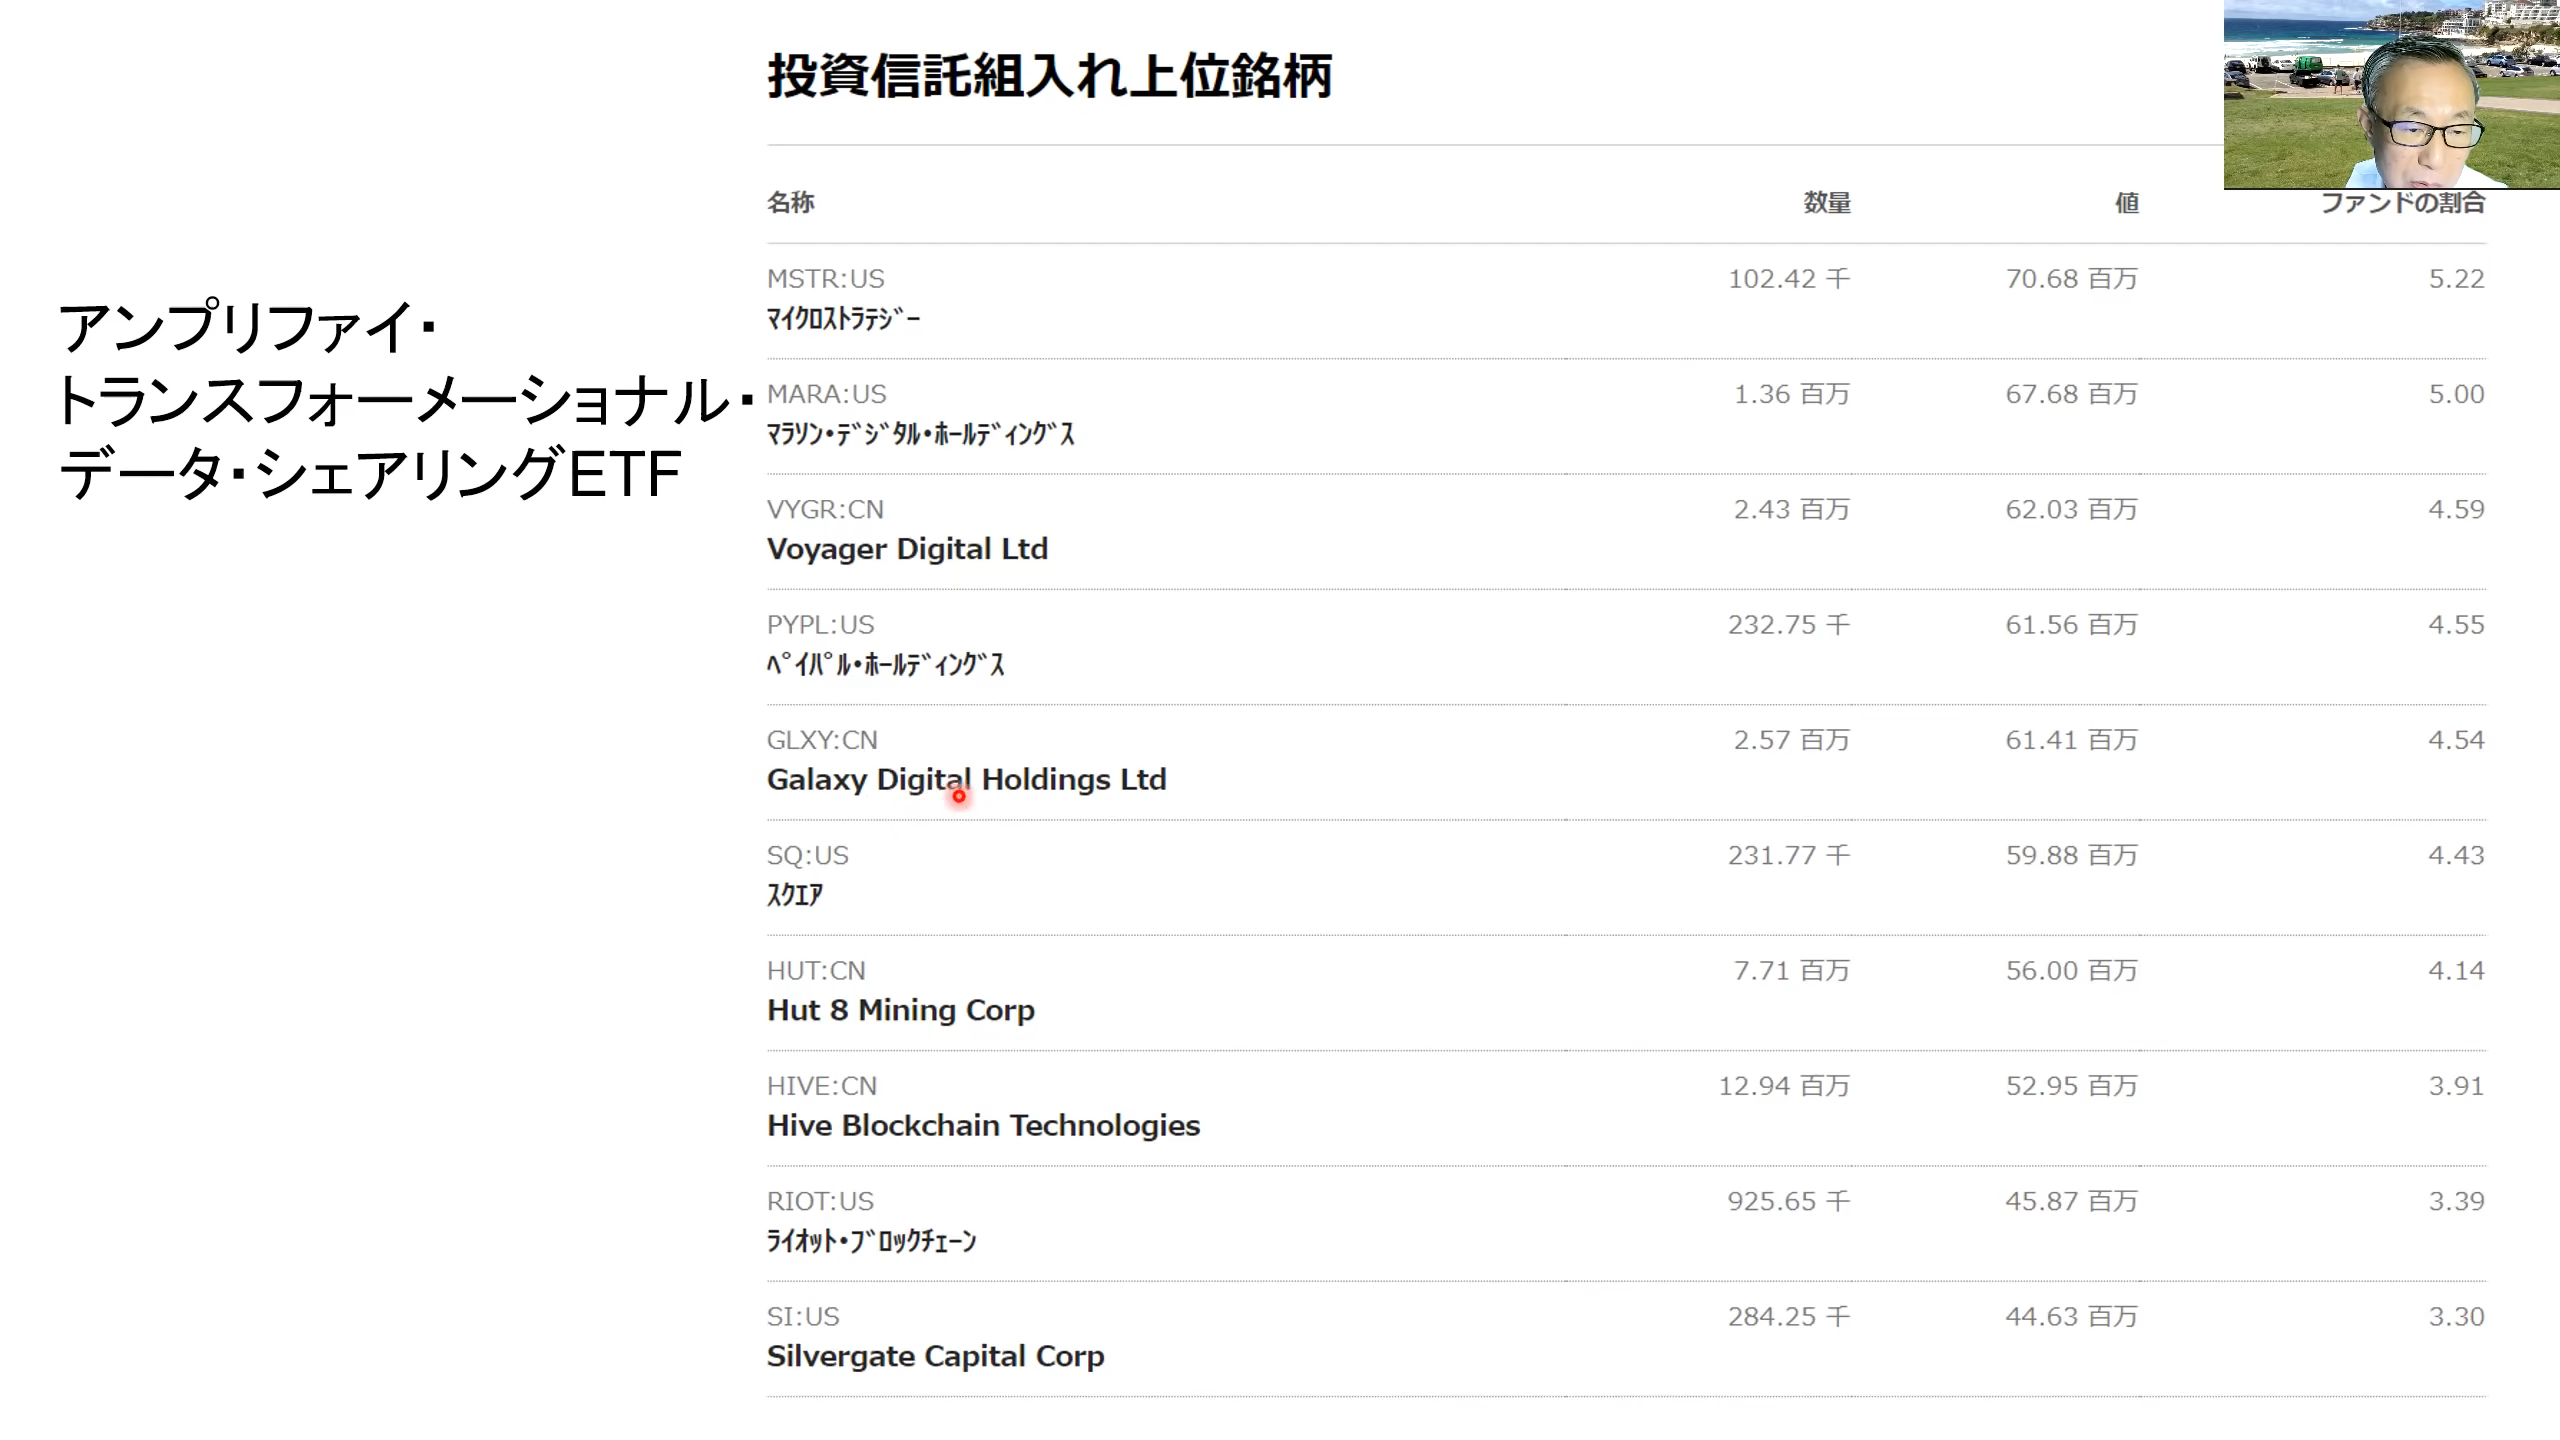 投資信託組入れ上位銘柄
アンプリファイ・
トランスフォーメーショナル・
データ・シェアリングETF
名称 数量 値 ファンドの割合
MSTR:US 102.42 千 70.68 百万 5.22
ﾏｲｸﾛｽﾄﾗﾃｼﾞｰ
MARA:US 1.36 百万 67.68 百万 5.00
ﾏﾗｿﾝ･ﾃﾞｼﾞﾀﾙ･ﾎｰﾙﾃﾞｨﾝｸﾞｽ
VYGR:CN 2.43 百万 62.03 百万 4.59
Voyager Digital Ltd
PYPL:US 232.75 千 61.56 百万 4.55
ﾍﾟｲﾊﾟﾙ･ﾎｰﾙﾃﾞｨﾝｸﾞｽ
GLXY:CN 2.57 百万 61.41 百万 4.54
Galaxy Digital Holdings Ltd
SQ:US 231.77 千 59.88 百万 4.43
ｽｸｴｱ
HUT:CN 7.71 百万 56.00 百万 4.14
Hut 8 Mining Corp
HIVE:CN 12.94 百万 52.95 百万 3.91
Hive Blockchain Technologies
RIOT:US 925.65 千 45.87 百万 3.39
ﾗｲｵｯﾄ･ﾌﾞﾛｯｸﾁｪｰﾝ
SI:US 284.25 千 44.63 百万 3.30
Silvergate Capital Corp